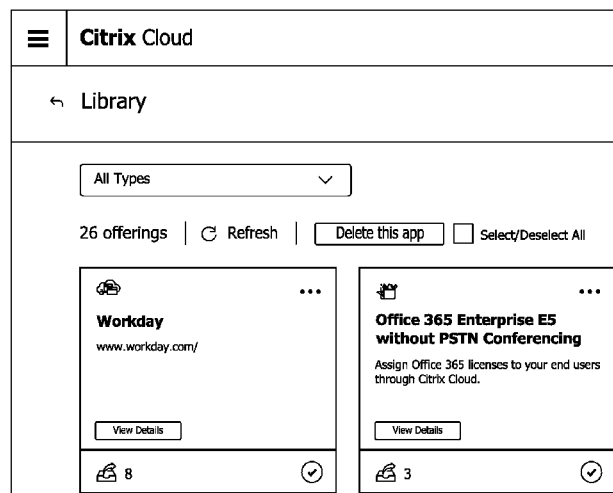 Citrix Cloud
Library
All Types
26 offerings Refresh Delete this app Select/Deselect All
Workday
www.workday.com/
View Details
8
Office 365 Enterprise E5
without PSTN Conferencing
Assign Office 365 licenses to your end users
through Citrix Cloud.
View Details
3